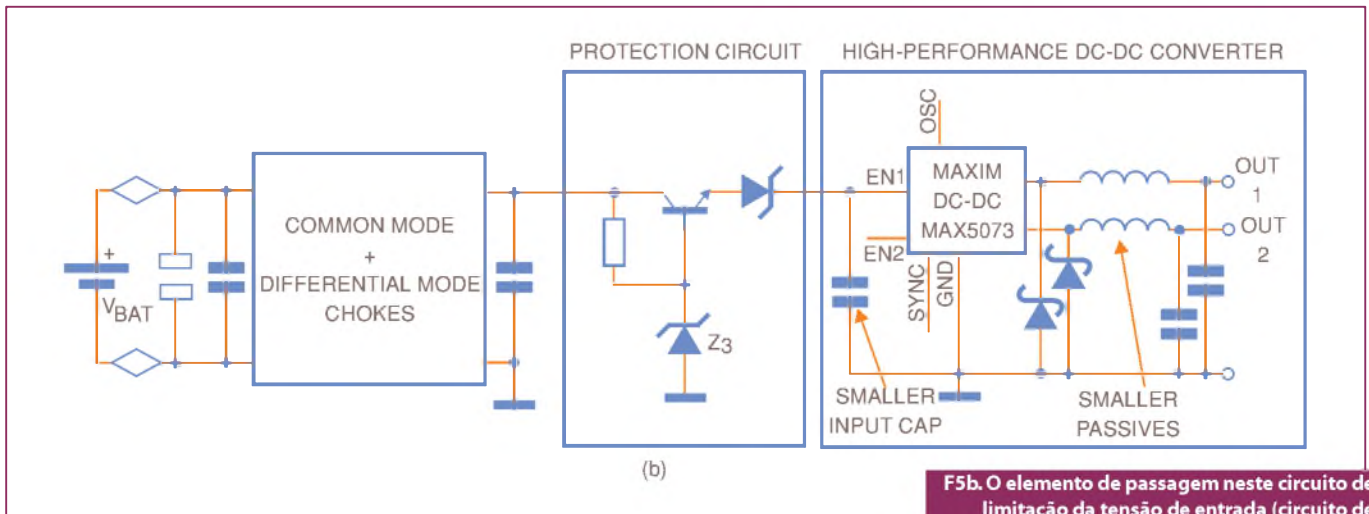 PROTECTION CIRCUIT
HIGH-PERFORMANCE DC-DC CONVERTER
OSC
EN1
MAXIM
DC-DC
MAX5073
EN2
SYNC
GND
OUT
1
OUT
2
COMMON MODE
+
DIFFERENTIAL MODE
CHOKES
+
VBAT
Z3
SMALLER
INPUT CAP
SMALLER
PASSIVES
(b)
F5b. O elemento de passagem neste circuito de
limitação da tensão de entrada (circuito de